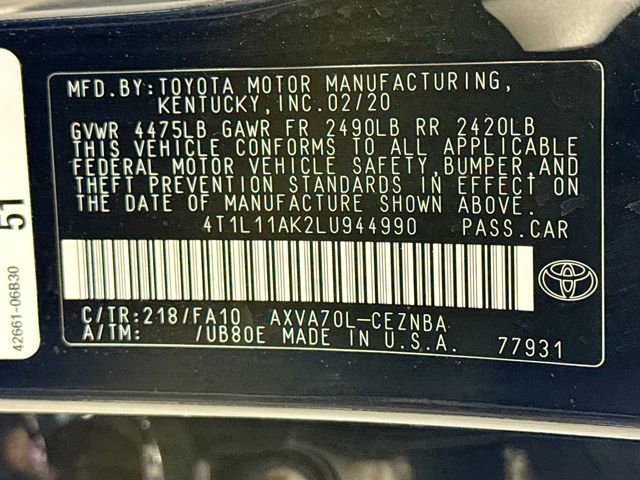 MFD.BY:TOYOTA MOTOR MANUFACTURING,
KENTUCKY,INC.02/20
GVWR 4475LB GAWR FR 2490LB RR 2420LB
THIS VEHICLE CONFORMS TO ALL APPLICABLE
FEDERAL MOTOR VEHICLE SAFETY,BUMPER,AND
THEFT PREVENTION STANDARDS IN EFFECT ON
THE DATE OF MANUFACTURE SHOWN ABOVE.
4T1L11AK2LU944990 PASS.CAR
C/TR:218/FA10 AXVA70L-CEZNBA
A/TM: /UB80E MADE IN U.S.A. 77931
51
42661-06B30